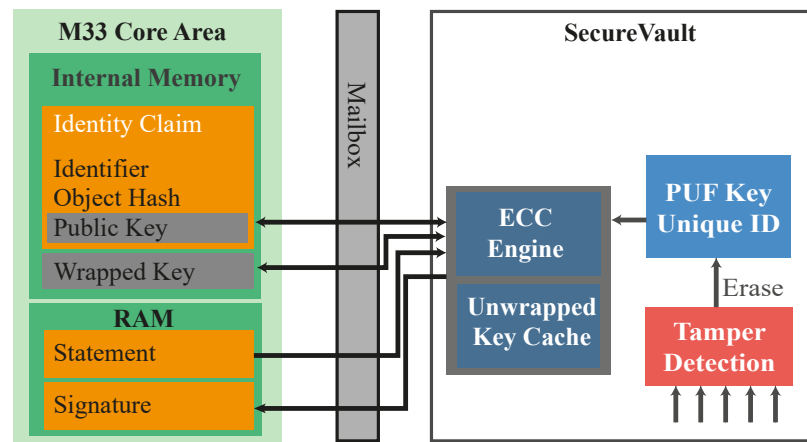 M33 Core Area
Internal Memory
Identity Claim
Identifier
Object Hash
Public Key
Wrapped Key
RAM
Statement
Signature
Mailbox
SecureVault
ECC
Engine
Unwrapped
Key Cache
PUF Key
Unique ID
Erase
Tamper
Detection